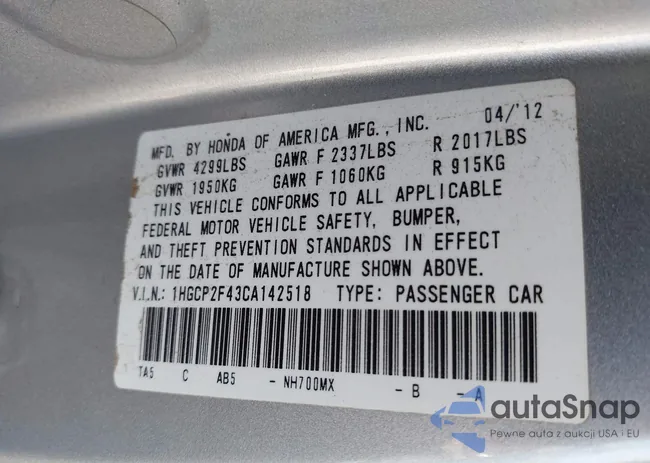 MFD. BY HONDA OF AMERICA MFG., INC. 04/'12
GVWR 4299LBS GAWR F 2337LBS R 2017LBS
GVWR 1950KG GAWR F 1060KG R 915KG
THIS VEHICLE CONFORMS TO ALL APPLICABLE
FEDERAL MOTOR VEHICLE SAFETY, BUMPER,
AND THEFT PREVENTION STANDARDS IN EFFECT
ON THE DATE OF MANUFACTURE SHOWN ABOVE.
V.I.N.: 1HGCP2F43CA142518 TYPE: PASSENGER CAR
TA5 C AB5 - NH700MX - B - A
autaSnap
Pewne auta z aukcji USA i EU